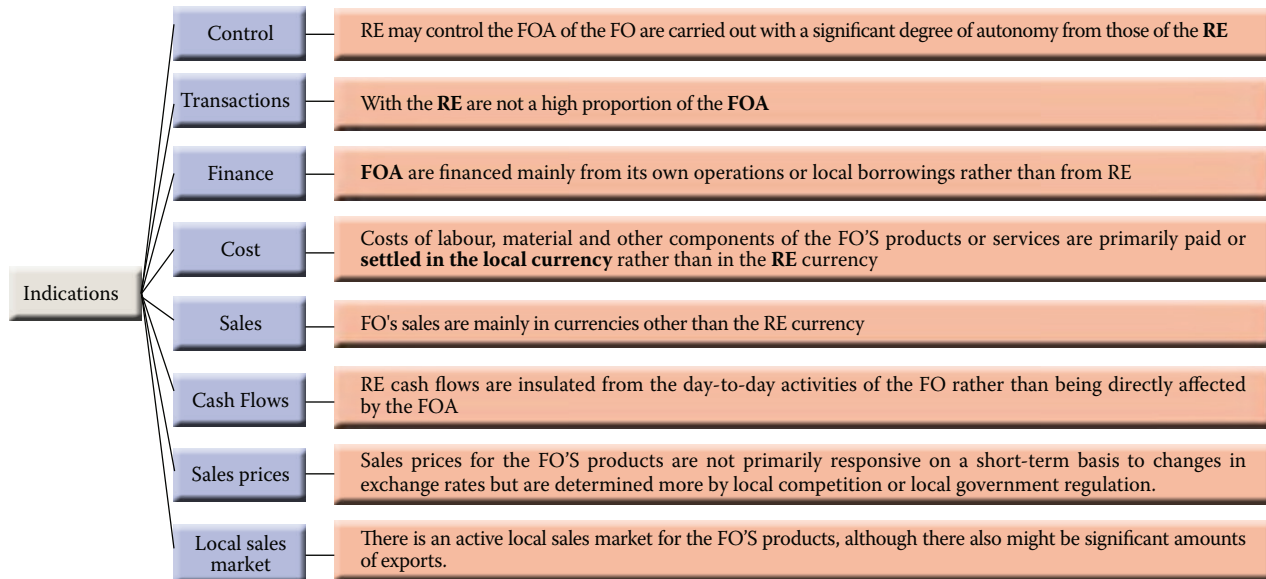 Control
RE may control the FOA of the FO are carried out with a significant degree of autonomy from those of the RE
Transactions
With the RE are not a high proportion of the FOA
Finance
FOA are financed mainly from its own operations or local borrowings rather than from RE
Cost
Costs of labour, material and other components of the FO'S products or services are primarily paid or
settled in the local currency rather than in the RE currency
Indications
Sales
FO's sales are mainly in currencies other than the RE currency
Cash Flows
RE cash flows are insulated from the day-to-day activities of the FO rather than being directly affected
by the FOA
Sales prices
Sales prices for the FO'S products are not primarily responsive on a short-term basis to changes in
exchange rates but are determined more by local competition or local government regulation.
Local sales
market
There is an active local sales market for the FO'S products, although there also might be significant amounts
of exports.